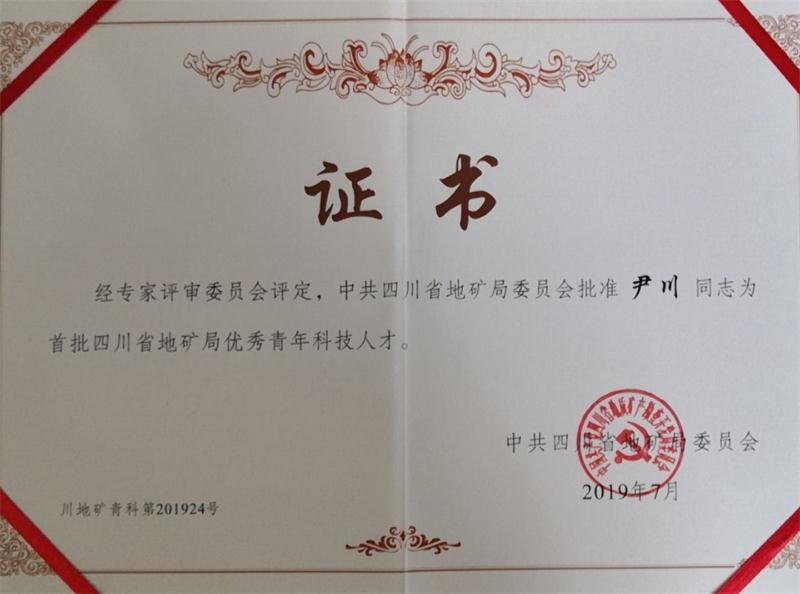 证书
经专家评审委员会评定，中共四川省地矿局委员会批准 尹川 同志为
首批四川省地矿局优秀青年科技人才。
中共四川省地矿局委员会
2019年7月
川地矿青科第201924号